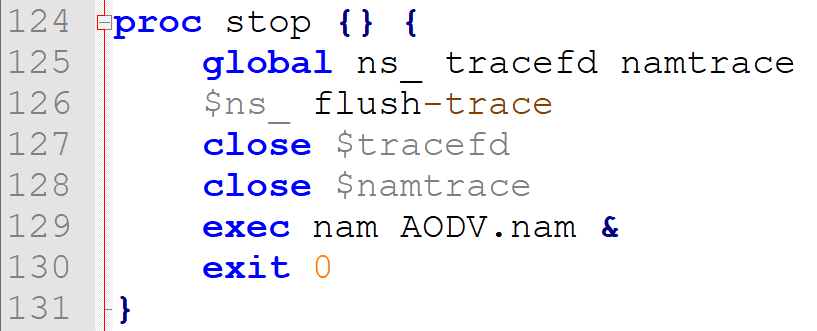 124 proc stop {} {
125 global ns_ tracefd namtrace
126 $ns_ flush-trace
127 close $tracefd
128 close $namtrace
129 exec nam AODV.nam &
130 exit 0
131 }